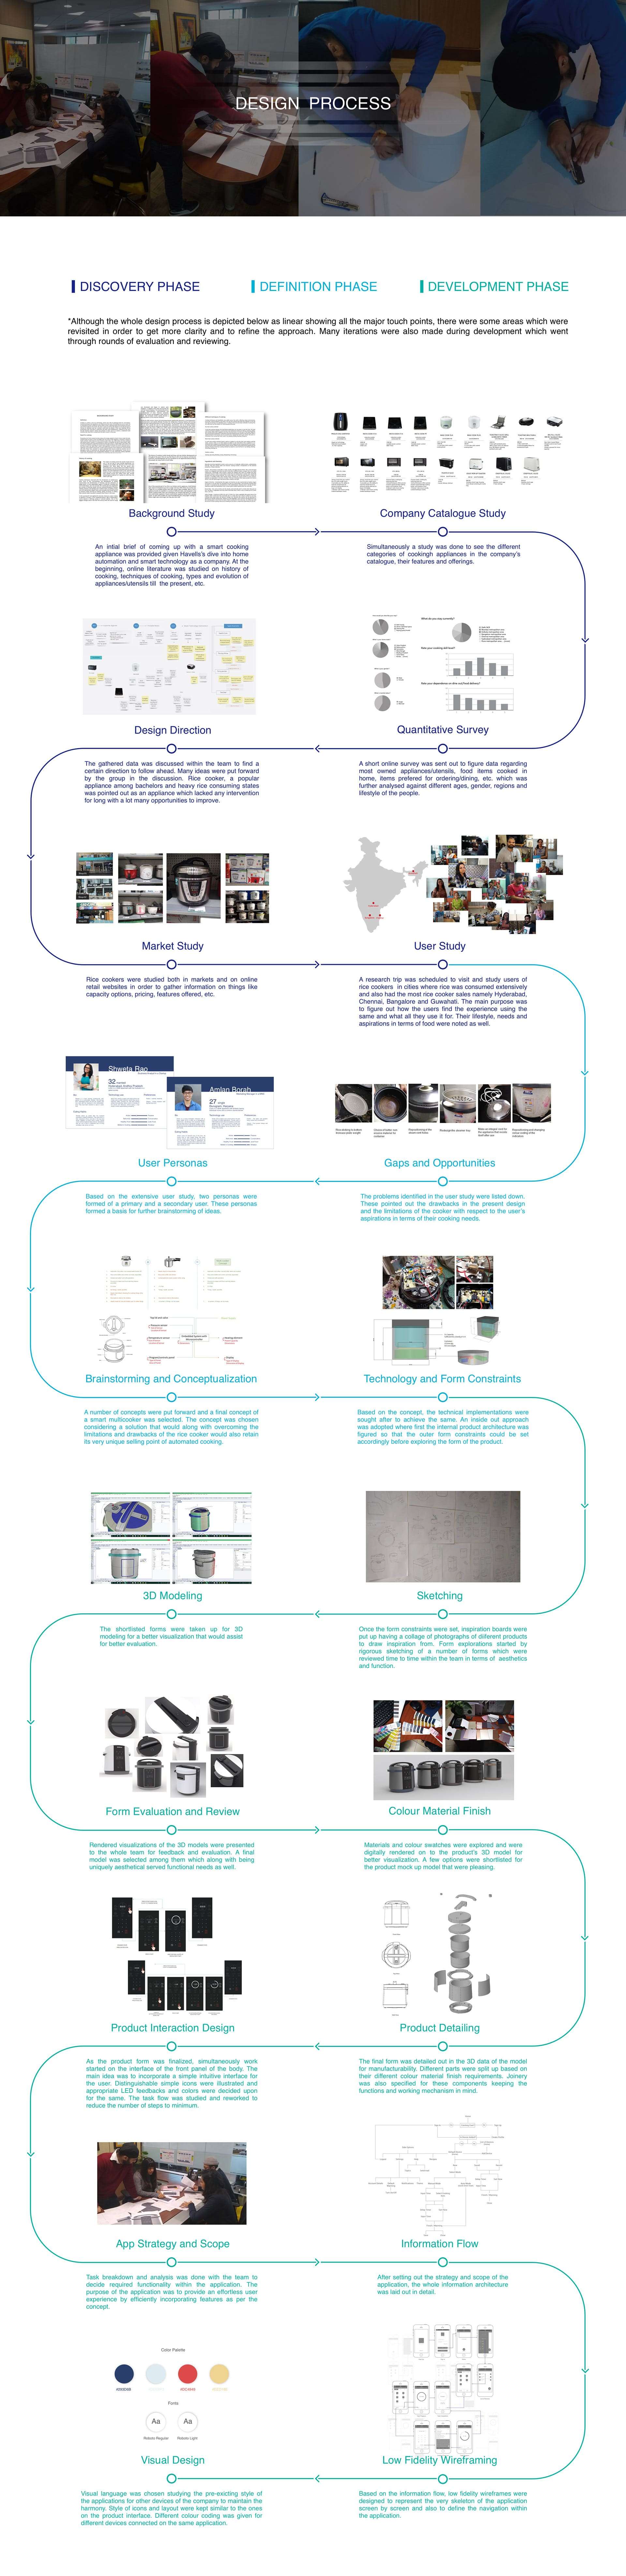 DESIGN PROCESS
DISCOVERY PHASE
DEFINITION PHASE
DEVELOPMENT PHASE
*Although the whole design process is depicted below as linear showing all the major touch points, there were some areas which were
revisited in order to get more clarity and to refine the approach. Many iterations were also made during development which went
through rounds of evaluation and reviewing.
Background Study
An intial brief of coming up with a smart cooking
appliance was provided given Havells's dive into home
automation and smart technology as a company. At the
beginning, online literature was studied on history of
cooking, techniques of cooking, types and evolution of
appliances/utensils till the present, etc.
Company Catalogue Study
Simultaneously a study was done to see the different
categories of cookingh appliances in the company's
catalogue, their features and offerings.
Design Direction
The gathered data was discussed within the team to find a
certain direction to follow ahead. Many ideas were put forward
by the group in the discussion. Rice cooker, a popular
appliance among bachelors and heavy rice consuming states
was pointed out as an appliance which lacked any intervention
for long with a lot many opportunities to improve.
Quantitative Survey
A short online survey was sent out to figure data regarding
most owned appliances/utensils, food items cooked in
home, items prefered for ordering/dining, etc. which was
further analysed against different ages, gender, regions and
lifestyle of the people.
Market Study
Rice cookers were studied both in markets and on online
retail websites in order to gather information on things like
capacity options, pricing, features offered, etc.
User Study
A research trip was scheduled to visit and study users of
rice cookers in cities where rice was consumed extensively
and also had the most rice cooker sales namely Hyderabad,
Chennai, Bangalore and Guwahati. The main purpose was
to figure out how the users find the experience using the
same and what all they use it for. Their lifestyle, needs and
aspirations in terms of food were noted as well.
Shweta Rao
32
Amlan Borah
27
User Personas
Based on the extensive user study, two personas were
formed of a primary and a secondary user. These personas
formed a basis for further brainstorming of ideas.
Gaps and Opportunities
The problems identified in the user study were listed down.
These pointed out the drawbacks in the present design
and the limitations of the cooker with respect to the user's
aspirations in terms of their cooking needs.
Brainstorming and Conceptualization
A number of concepts were put forward and a final concept of
a smart multicooker was selected. The concept was chosen
considering a solution that would along with overcoming the
limitations and drawbacks of the rice cooker would also retain
its very unique selling point of automated cooking.
Technology and Form Constraints
Based on the concept, the technical implementations were
sought after to achieve the same. An inside out approach
was adopted where first the internal product architecture was
figured so that the outer form constraints could be set
accordingly before exploring the form of the product.
3D Modeling
The shortlisted forms were taken up for 3D
modeling for a better visualization that would assist
for better evaluation.
Sketching
Once the form constraints were set, inspiration boards were
put up having a collage of photographs of different products
to draw inspiration from. Form explorations started by
rigorous sketching of a number of forms which were
reviewed time to time within the team in terms of aesthetics
and function.
Form Evaluation and Review
Rendered visualizations of the 3D models were presented
to the whole team for feedback and evaluation. A final
model was selected among them which along with being
uniquely aesthetical served functional needs as well.
Colour Material Finish
Materials and colour swatches were explored and were
digitally rendered on to the product's 3D model for
better visualization. A few options were shortlisted for
the product mock up model that were pleasing.
Product Interaction Design
As the product form was finalized, simultaneously work
started on the interface of the front panel of the body. The
main idea was to incorporate a simple intuitive interface for
the user. Distinguishable simple icons were illustrated and
appropriate LED feedbacks and colors were decided upon
for the same. The task flow was studied and reworked to
reduce the number of steps to minimum.
Product Detailing
The final form was detailed out in the 3D data of the model
for manufacturability. Different parts were split up based on
their different colour material finish requirements. Joinery
was also specified for these components keeping the
functions and working mechanism in mind.
App Strategy and Scope
Task breakdown and analysis was done with the team to
decide required functionality within the application. The
purpose of the application was to provide an effortless user
experience by efficiently incorporating features as per the
concept.
Information Flow
After setting out the strategy and scope of the
application, the whole information architecture
was laid out in detail.
Color Palette
Fonts
Aa
Aa
Roboto Regular
Roboto Light
Visual Design
Visual language was chosen studying the pre-existing style of
the applications for other devices of the company to maintain the
harmony. Style of icons and layout were kept similar to the ones
on the product interface. Different colour coding was given for
different devices connected on the same application.
Low Fidelity Wireframing
Based on the information flow, low fidelity wireframes were
designed to represent the very skeleton of the application
screen by screen and also to define the navigation within
the application.